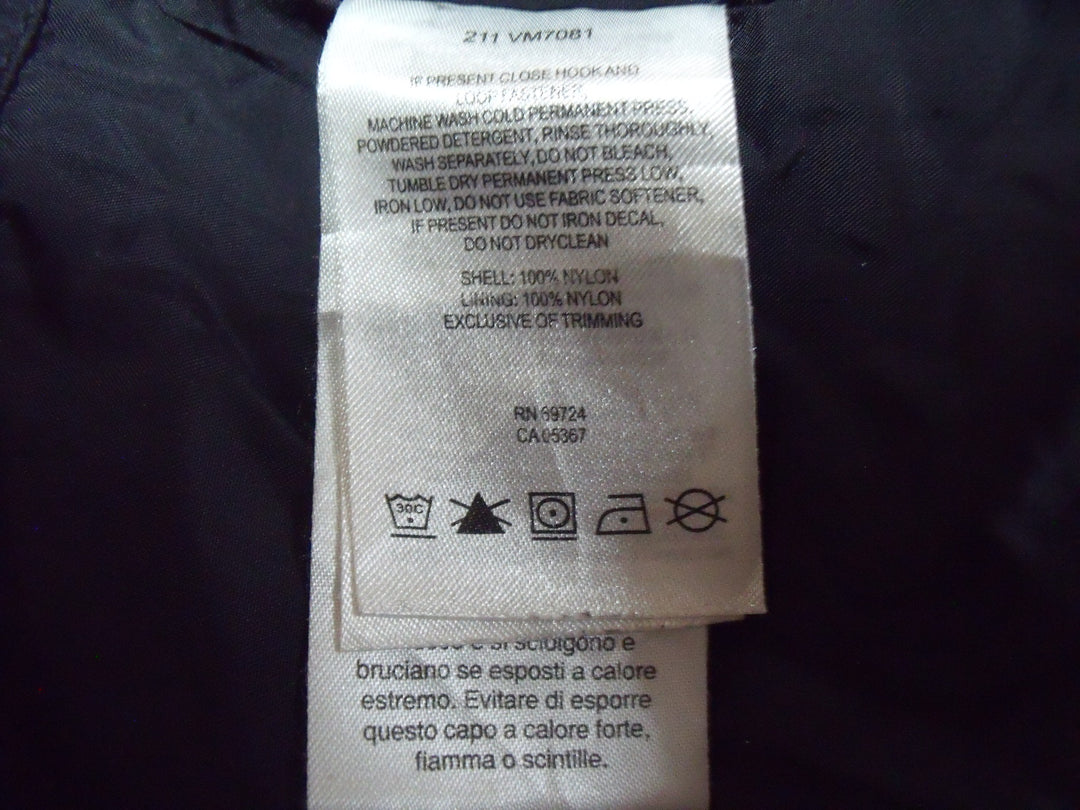 211 VM7081
IF PRESENT CLOSE HOOK AND
LOOP FASTENER,
MACHINE WASH COLD PERMANENT PRESS,
POWDERED DETERGENT, RINSE THOROUGHLY,
WASH SEPARATELY, DO NOT BLEACH,
TUMBLE DRY PERMANENT PRESS LOW,
IRON LOW, DO NOT USE FABRIC SOFTENER,
IF PRESENT DO NOT IRON DECAL,
DO NOT DRYCLEAN
SHELL: 100% NYLON
LINING: 100% NYLON
EXCLUSIVE OF TRIMMING
RN 69724
CA 05367
30C
e si sciolgono e
bruciano se esposti a calore
estremo. Evitare di esporre
questo capo a calore forte,
fiamma o scintille.